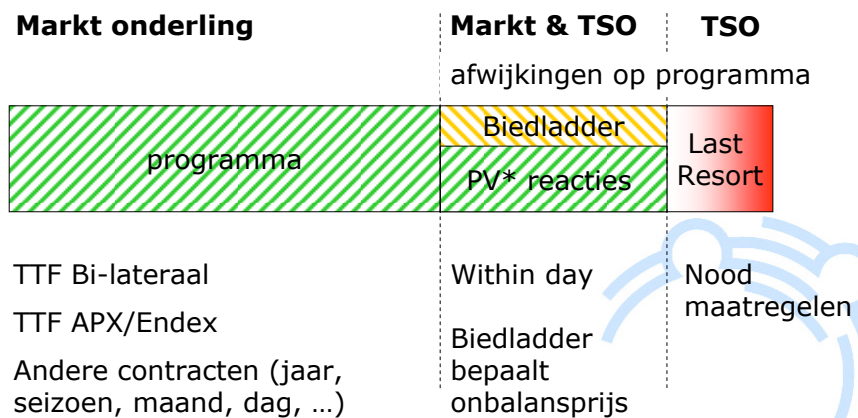 Markt onderling
Markt & TSO
TSO
afwijkingen op programma
programma
Biedladder
PV* reacties
Last
Resort
TTF Bi-lateraal
TTF APX/Endex
Andere contracten (jaar,
seizoen, maand, dag, …)
Within day
Biedladder
bepaalt
onbalansprijs
Nood
maatregelen